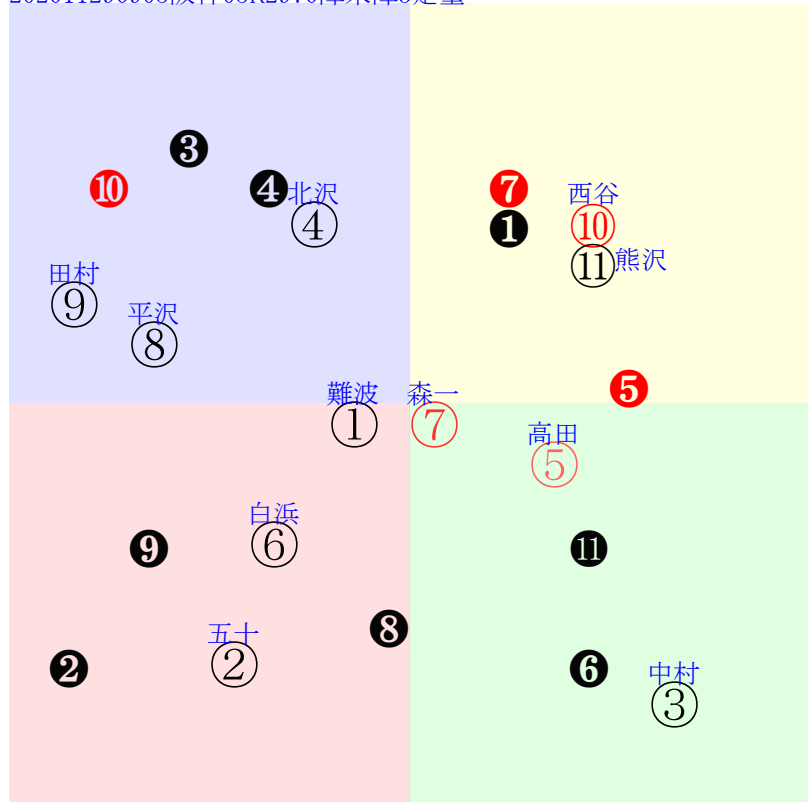 ❸
❿ ❹ 北沢 ❼ 西谷
④ ❶ ⑩
田村 ⑪ 熊沢
⑨ 平沢
⑧
難波 森一 ❺
① ⑦ 高田
⑤
白浜
❾ ⑥ ⓫
五十 ❽
❷ ② ❻ 中村
③